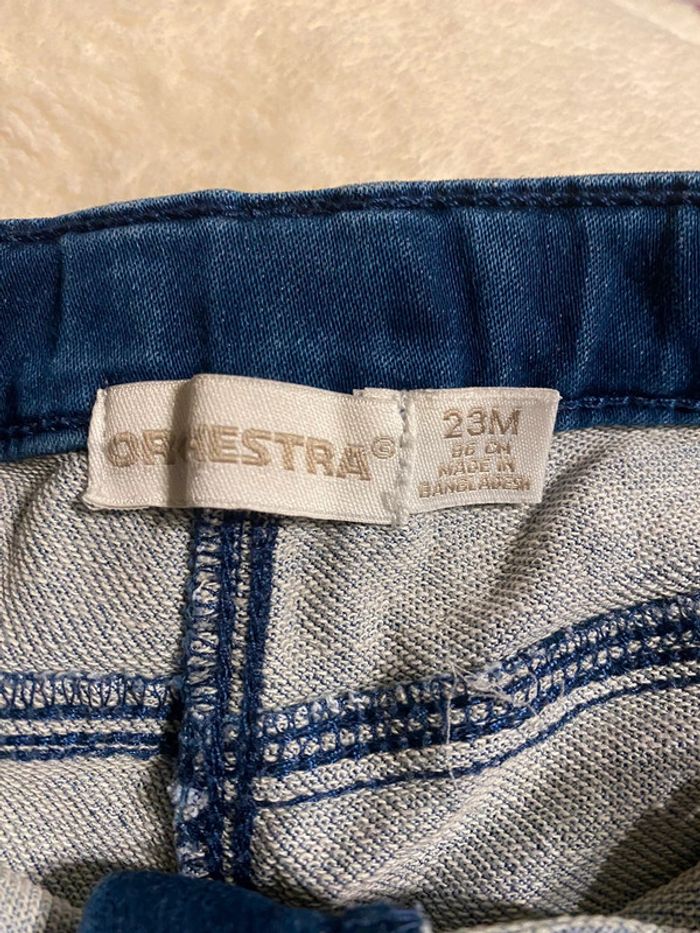 ORCHESTRA®
23M
86 CM
MADE IN
BANGLADESH